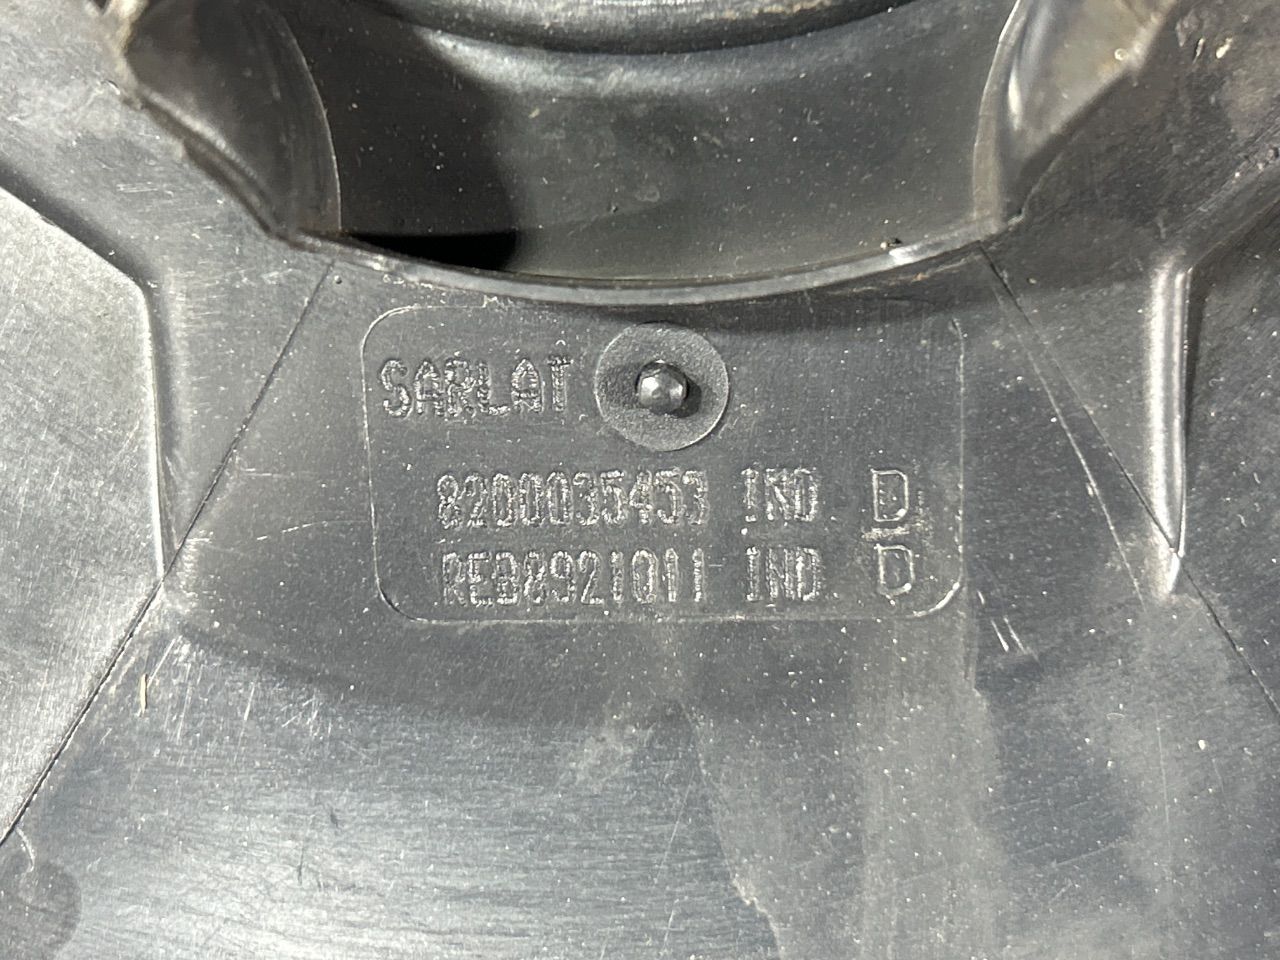 SARLAT
8200035453 IND. D
REB8921011 IND. D